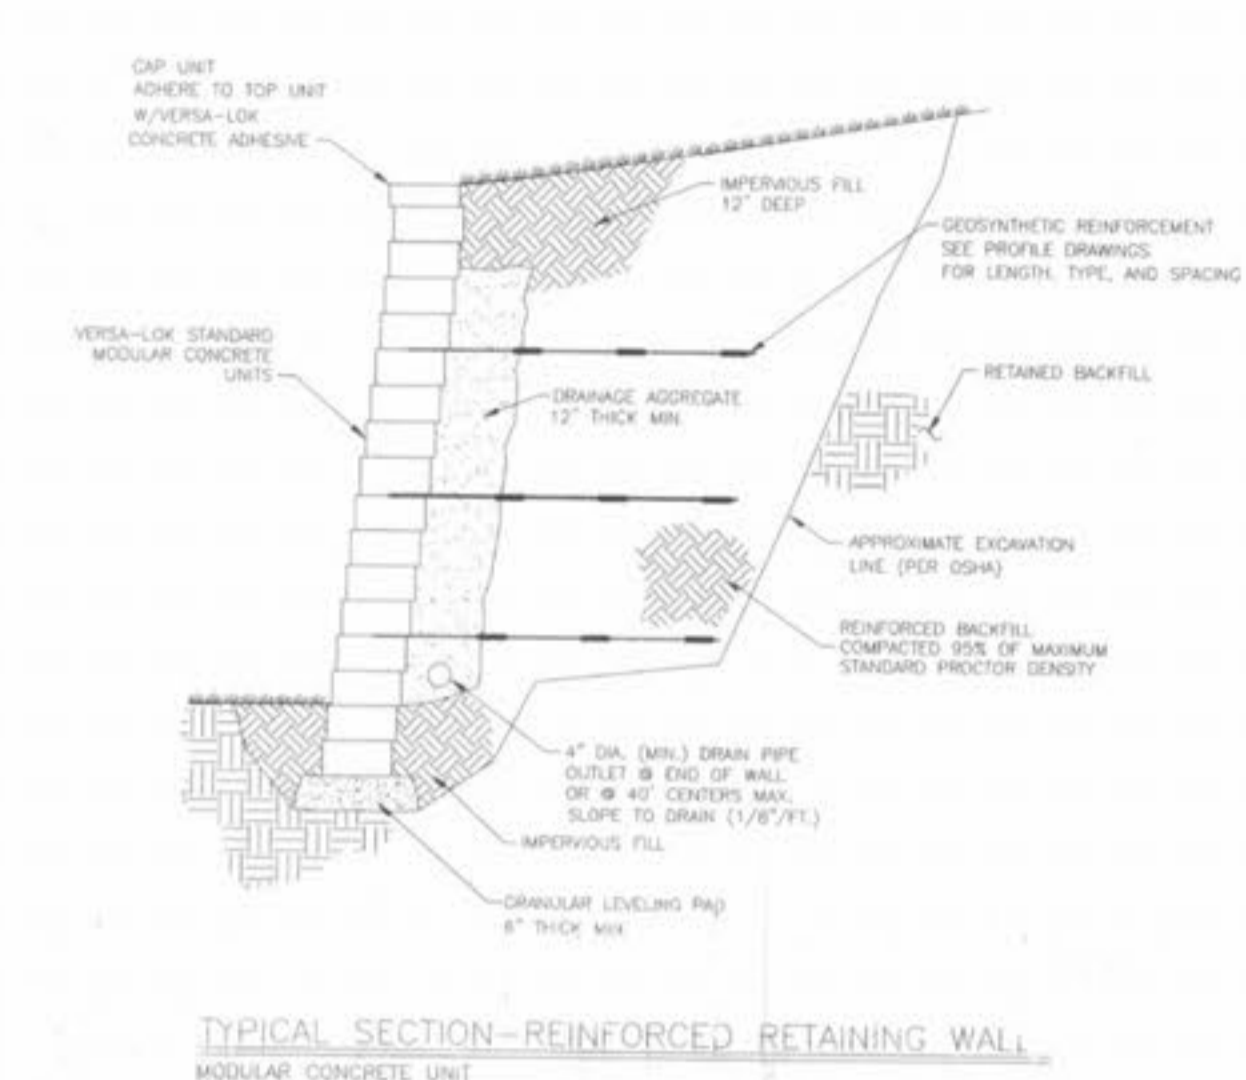 CAP UNIT
ADHERE TO TOP UNIT
W/VERSA-LOK
CONCRETE ADHESIVE
IMPERVIOUS FILL
12" DEEP
GEOSYNTHETIC REINFORCEMENT
SEE PROFILE DRAWINGS
FOR LENGTH, TYPE, AND SPACING
VERSA-LOK STANDARD
MODULAR CONCRETE
UNITS
RETAINED BACKFILL
DRAINAGE AGGREGATE
12" THICK MIN.
APPROXIMATE EXCAVATION
LINE (PER OSHA)
REINFORCED BACKFILL
COMPACTED 95% OF MAXIMUM
STANDARD PROCTOR DENSITY
4" DIA. (MIN.) DRAIN PIPE
OUTLET @ END OF WALL
OR @ 40' CENTERS MAX.
SLOPE TO DRAIN
IMPERVIOUS FILL
GRANULAR LEVELING PAD
6" THICK MIN
TYPICAL SECTION-REINFORCED RETAINING WALL
MODULAR CONCRETE UNIT